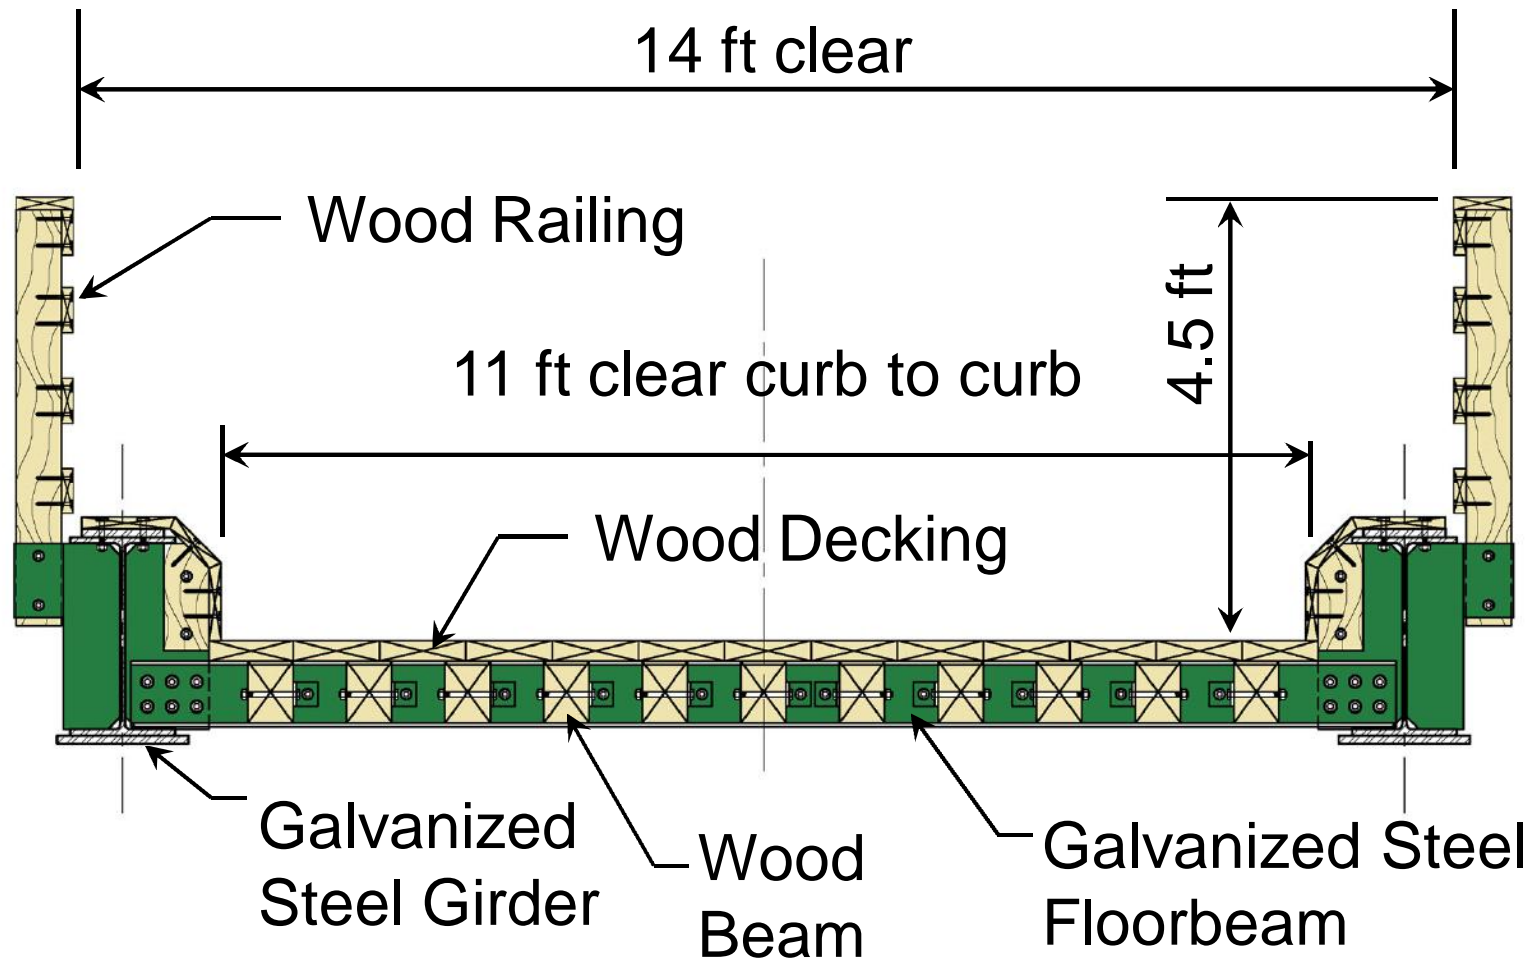 14 ft clear
Wood Railing
4.5 ft
11 ft clear curb to curb
Wood Decking
Galvanized
Steel Girder
Wood
Beam
Galvanized Steel
Floorbeam